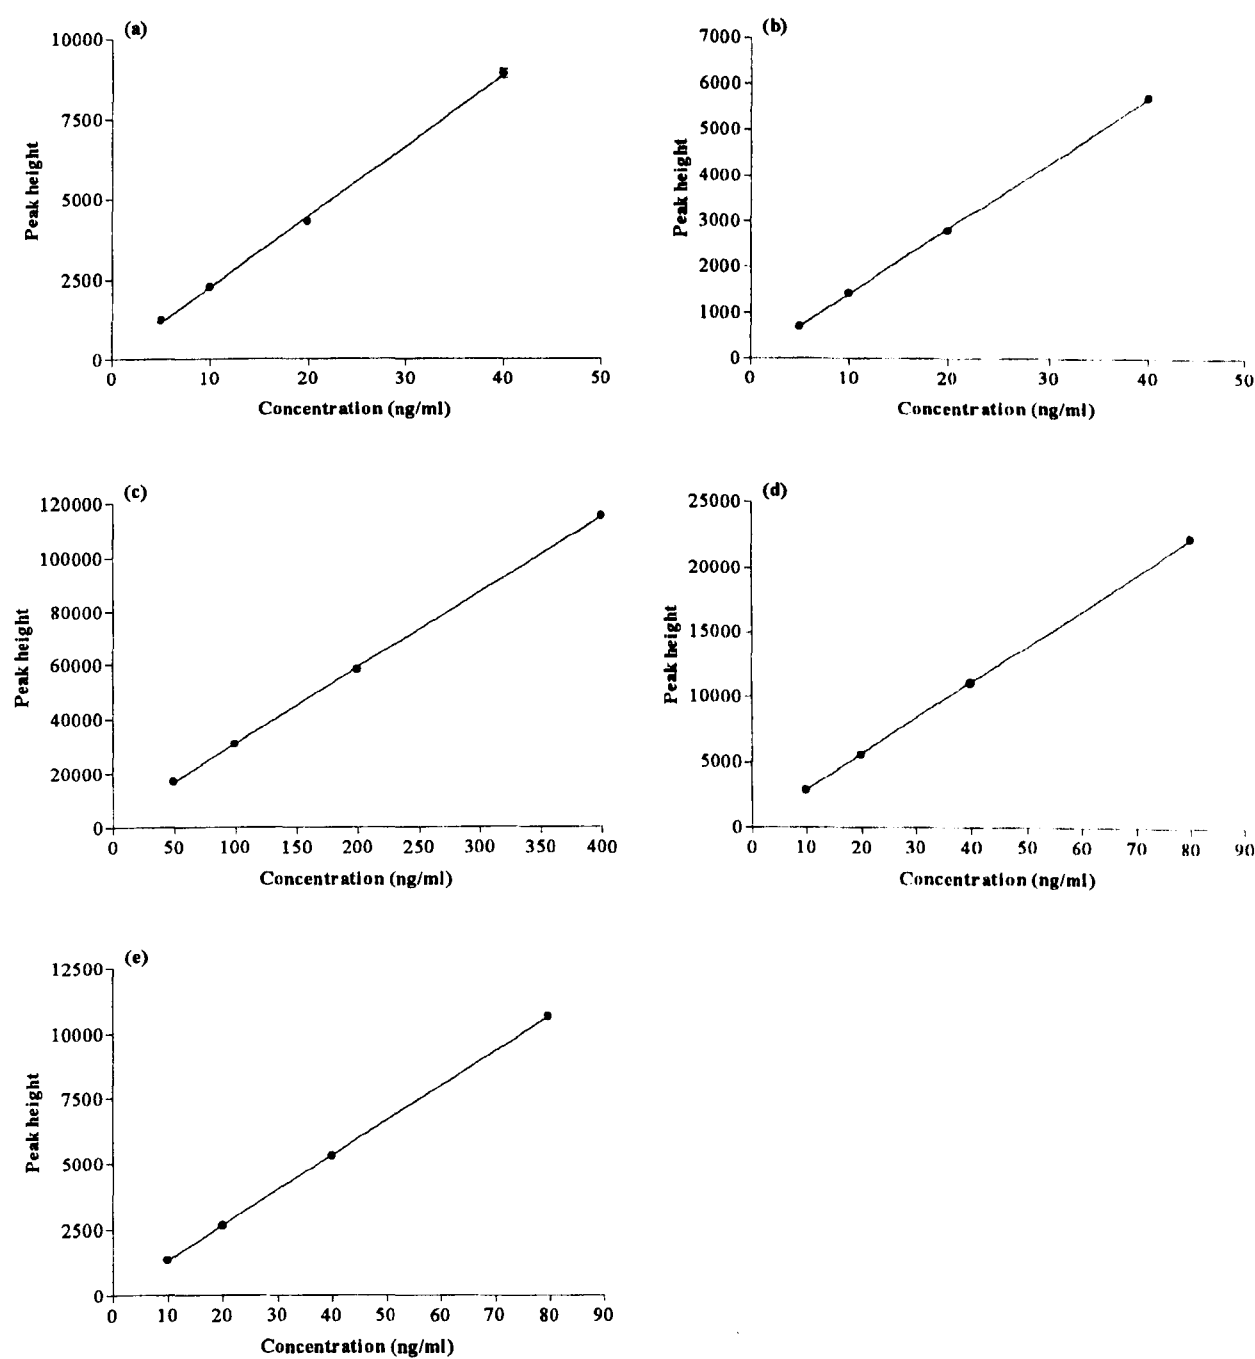 (a)
10000
7500
5000
2500
0
Peak height
0 10 20 30 40 50
Concentration (ng/ml)
(b)
7000
6000
5000
4000
3000
2000
1000
0
Peak height
0 10 20 30 40 50
Concentration (ng/ml)
(c)
120000
100000
80000
60000
40000
20000
0
Peak height
0 50 100 150 200 250 300 350 400
Concentration (ng/ml)
(d)
25000
20000
15000
10000
5000
0
Peak height
0 10 20 30 40 50 60 70 80 90
Concentration (ng/ml)
(e)
12500
10000
7500
5000
2500
0
Peak height
0 10 20 30 40 50 60 70 80 90
Concentration (ng/ml)